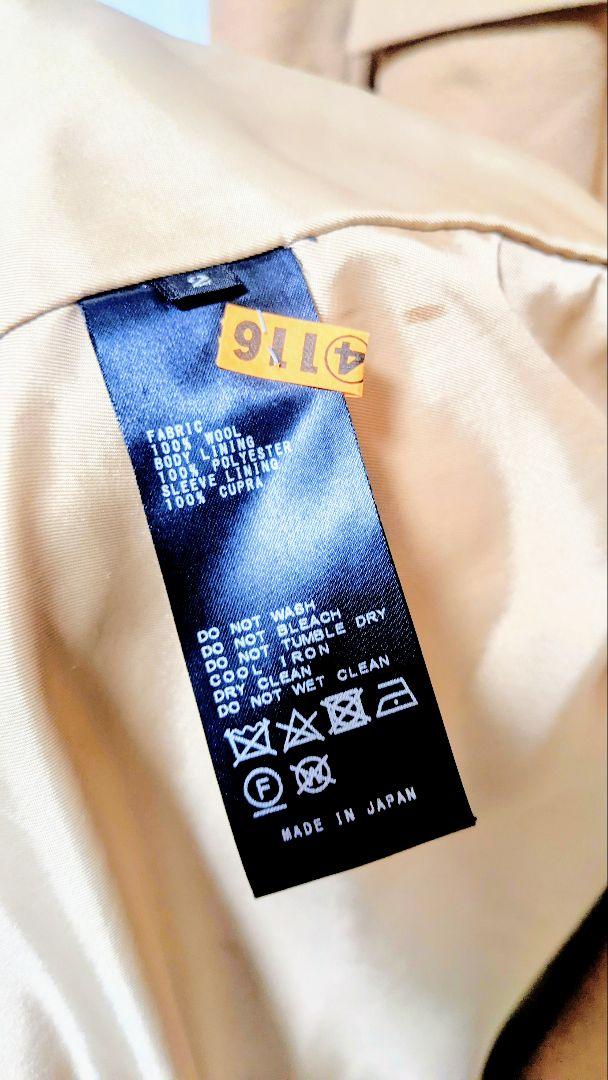 2
④116
FABRIC
100% WOOL
BODY LINING
100% POLYESTER
SLEEVE LINING
100% CUPRA
DO NOT WASH
DO NOT BLEACH
DO NOT TUMBLE DRY
COOL IRON
DRY CLEAN
DO NOT WET CLEAN
F W
MADE IN JAPAN